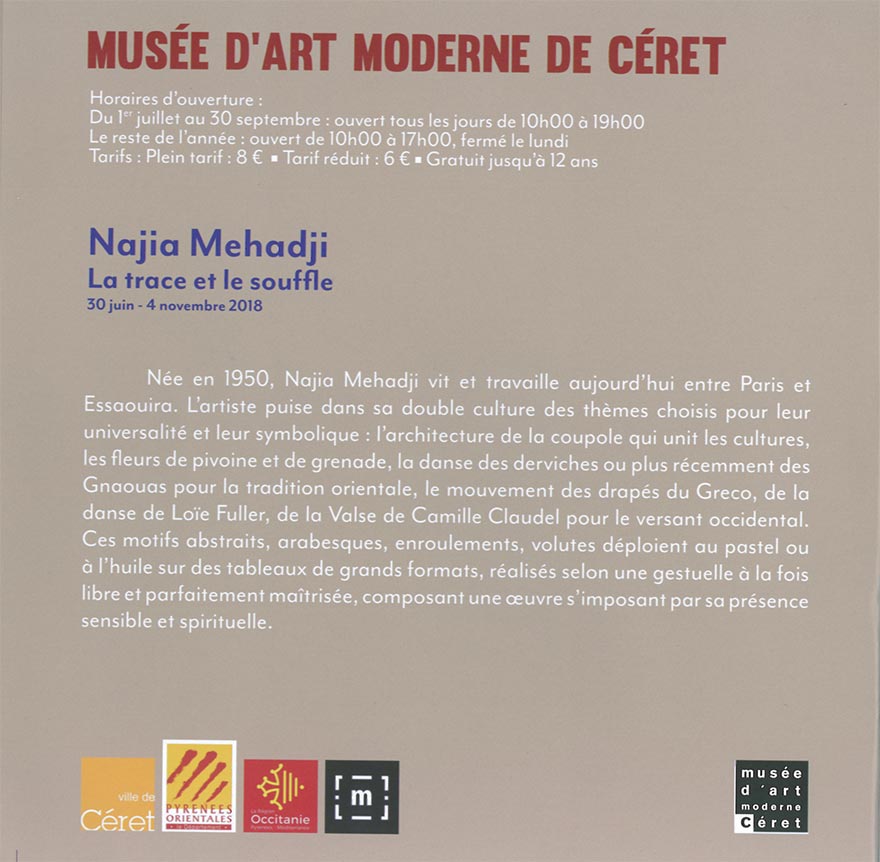 MUSÉE D'ART MODERNE DE CÉRET
Horaires d'ouverture :
Du 1er juillet au 30 septembre : ouvert tous les jours de 10h00 à 19h00
Le reste de l'année : ouvert de 10h00 à 17h00, fermé le lundi
Tarifs : Plein tarif : 8 € ▪ Tarif réduit : 6 € ▪ Gratuit jusqu'à 12 ans
Najia Mehadji
La trace et le souffle
30 juin - 4 novembre 2018
Née en 1950, Najia Mehadji vit et travaille aujourd'hui entre Paris et
Essaouira. L'artiste puise dans sa double culture des thèmes choisis pour leur
universalité et leur symbolique : l'architecture de la coupole qui unit les cultures,
les fleurs de pivoine et de grenade, la danse des derviches ou plus récemment des
Gnaouas pour la tradition orientale, le mouvement des drapés du Greco, de la
danse de Loïe Fuller, de la Valse de Camille Claudel pour le versant occidental.
Ces motifs abstraits, arabesques, enroulements, volutes déploient au pastel ou
à l'huile sur des tableaux de grands formats, réalisés selon une gestuelle à la fois
libre et parfaitement maîtrisée, composant une œuvre s'imposant par sa présence
sensible et spirituelle.
ville de
Céret
PYRENEES
ORIENTALES
le Département
La Région
Occitanie
Pyrénées - Méditerranée
[m]
musée
d'art
moderne
Céret